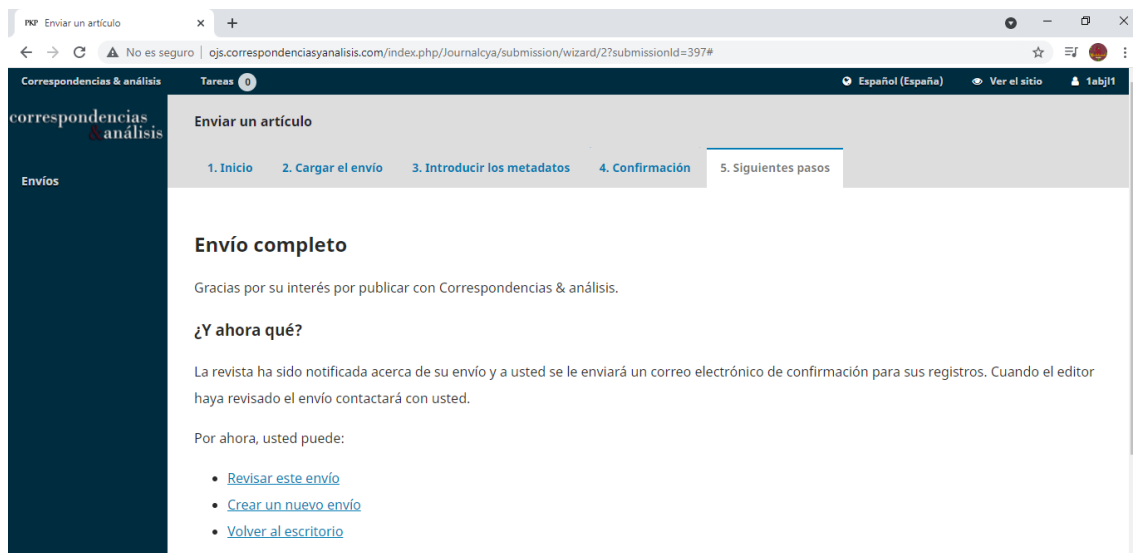 PKP Enviar un artículo
No es seguro ojs.correspondenciasyanalisis.com/index.php/Journalcya/submission/wizard/2?submissionId=397#
Correspondencias & análisis Tareas 0 Español (España) Ver el sitio 1abjl1
correspondencias
& análisis
Envíos
Enviar un artículo
1. Inicio 2. Cargar el envío 3. Introducir los metadatos 4. Confirmación 5. Siguientes pasos
Envío completo
Gracias por su interés por publicar con Correspondencias & análisis.
¿Y ahora qué?
La revista ha sido notificada acerca de su envío y a usted se le enviará un correo electrónico de confirmación para sus registros. Cuando el editor
haya revisado el envío contactará con usted.
Por ahora, usted puede:
Revisar este envío
Crear un nuevo envío
Volver al escritorio